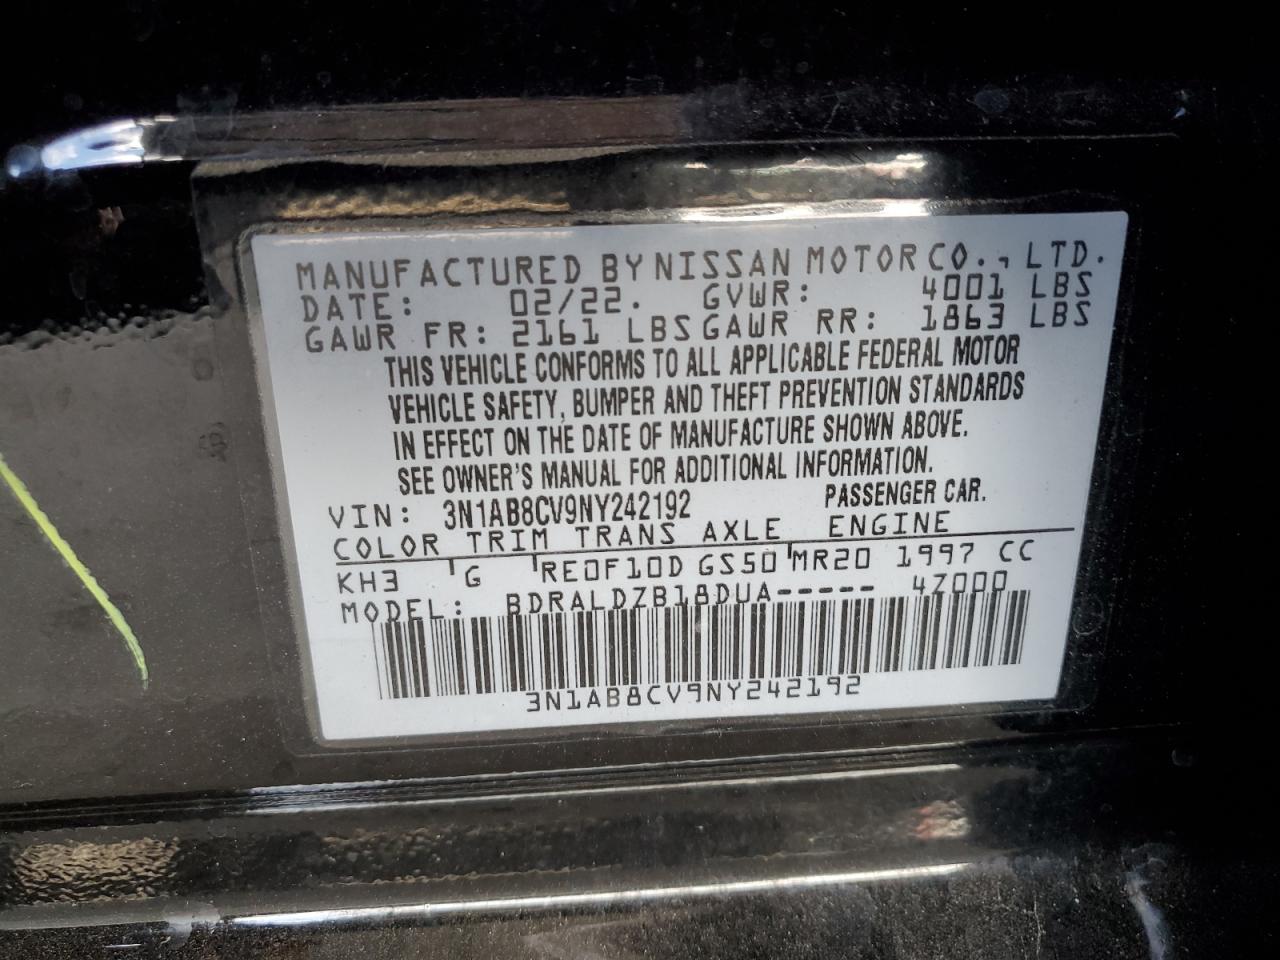 MANUFACTURED BY NISSAN MOTOR CO., LTD.
DATE: 02/22. GVWR: 4001 LBS
GAWR FR: 2161 LBS GAWR RR: 1863 LBS
THIS VEHICLE CONFORMS TO ALL APPLICABLE FEDERAL MOTOR
VEHICLE SAFETY, BUMPER AND THEFT PREVENTION STANDARDS
IN EFFECT ON THE DATE OF MANUFACTURE SHOWN ABOVE.
SEE OWNER'S MANUAL FOR ADDITIONAL INFORMATION.
VIN: 3N1AB8CV9NY242192 PASSENGER CAR.
COLOR TRIM TRANS AXLE ENGINE
KH3 G RE0F10D GS50 MR20 1997 CC
MODEL: BDRALDZB18DUA----- 4Z000
3N1AB8CV9NY242192